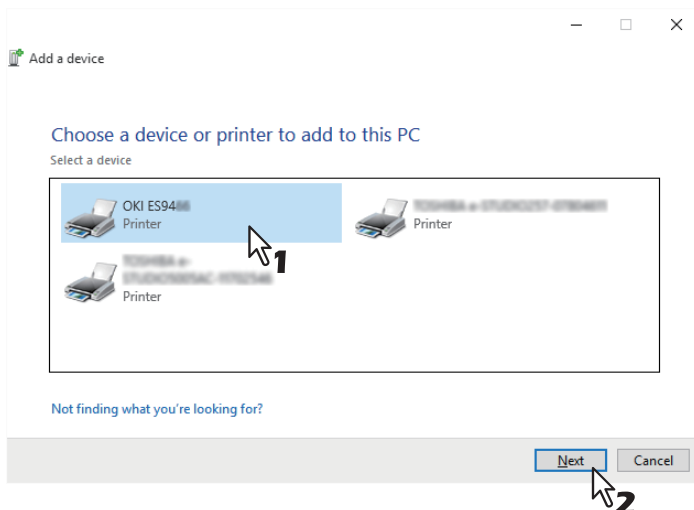 Add a device
Choose a device or printer to add to this PC
Select a device
OKI ES94
Printer
Printer
1
Printer
Not finding what you're looking for?
Next
Cancel
2